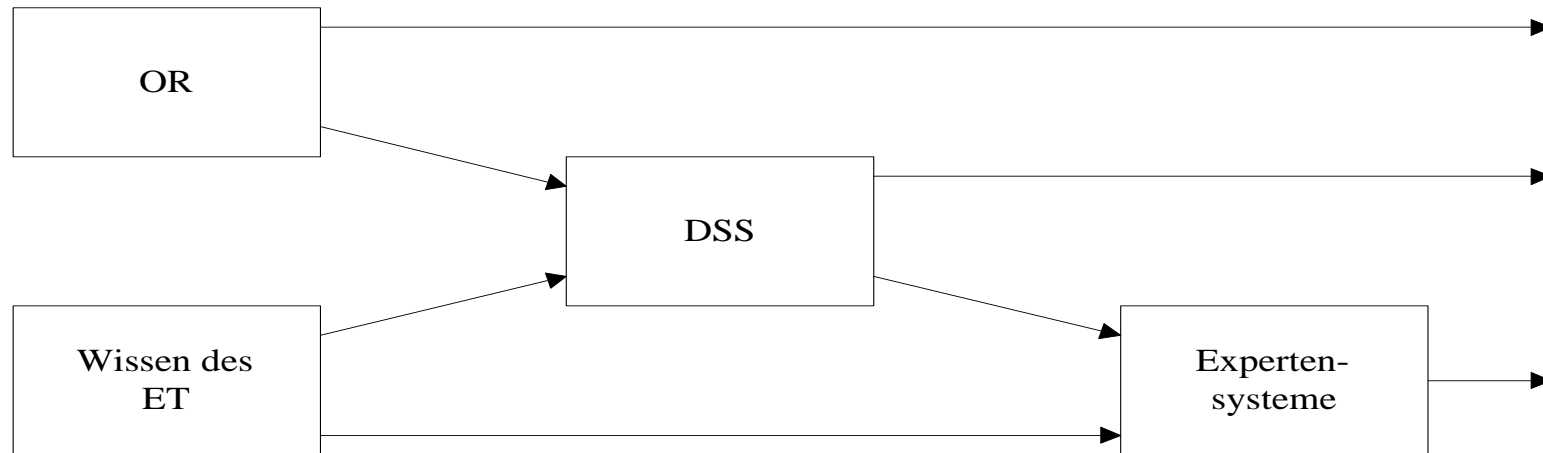 OR
DSS
Wissen des
ET
Experten-
systeme